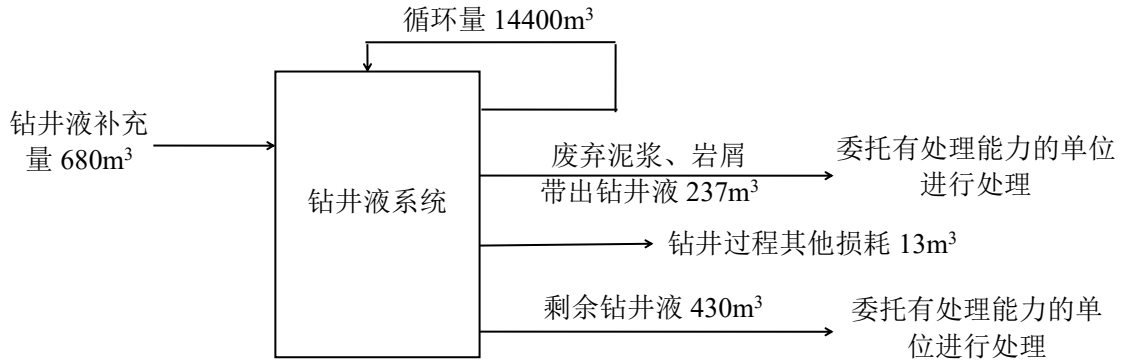 循环量 14400m³
钻井液补充
量 680m³
钻井液系统
废弃泥浆、岩屑
带出钻井液 237m³
委托有处理能力的单位
进行处理
钻井过程其他损耗 13m³
剩余钻井液 430m³
委托有处理能力的单
位进行处理